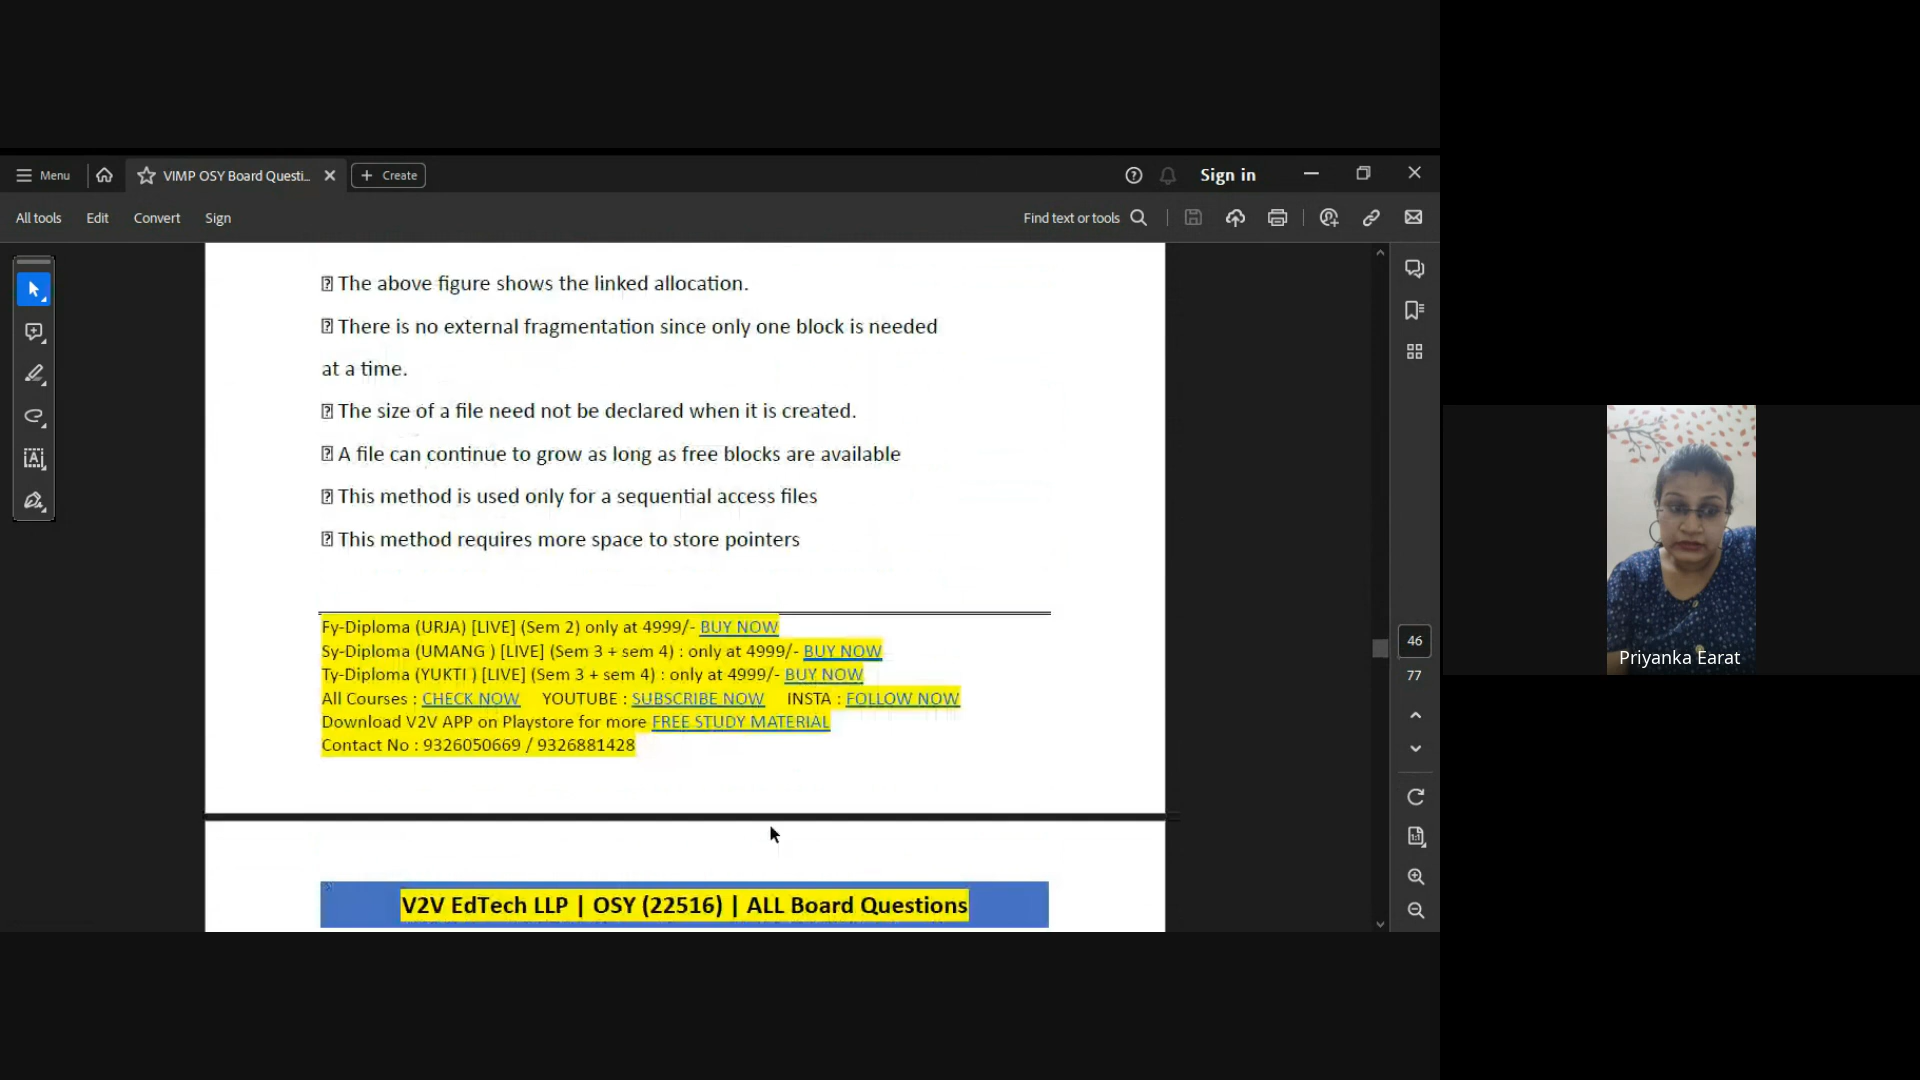 Menu
VIMP OSY Board Questi...
Create
Sign in
All tools
Edit
Convert
Sign
Find text or tools
The above figure shows the linked allocation.
There is no external fragmentation since only one block is needed
at a time.
The size of a file need not be declared when it is created.
A file can continue to grow as long as free blocks are available
This method is used only for a sequential access files
This method requires more space to store pointers
Fy-Diploma (URJA) [LIVE] (Sem 2) only at 4999/- BUY NOW
Sy-Diploma (UMANG ) [LIVE] (Sem 3 + sem 4) : only at 4999/- BUY NOW
Ty-Diploma (YUKTI ) [LIVE] (Sem 3 + sem 4) : only at 4999/- BUY NOW
All Courses : CHECK NOW YOUTUBE : SUBSCRIBE NOW INSTA : FOLLOW NOW
Download V2V APP on Playstore for more FREE STUDY MATERIAL
Contact No : 9326050669 / 9326881428
V2V EdTech LLP | OSY (22516) | ALL Board Questions
46
77
Priyanka Earat